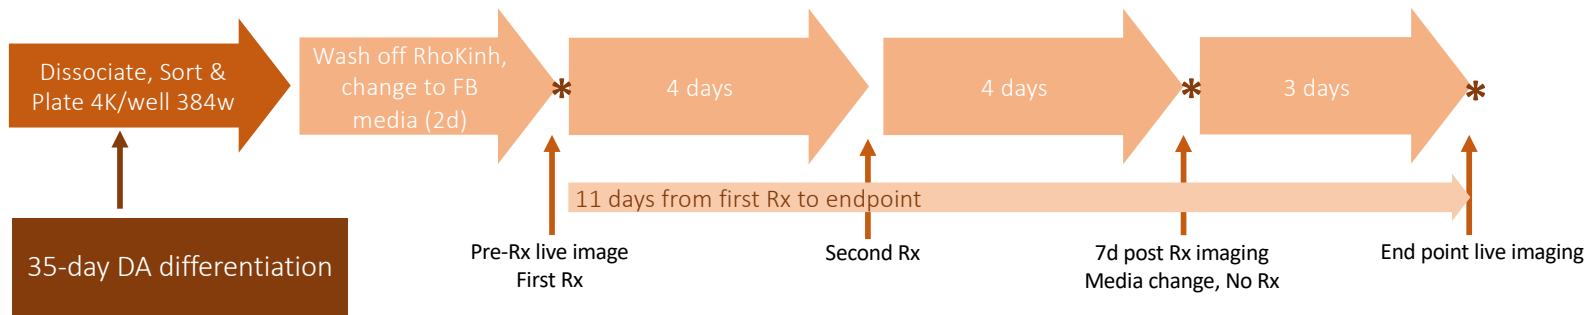 Dissociate, Sort &
Plate 4K/well 384w
Wash off RhoKinh,
change to FB
media (2d)
*
4 days
4 days
*
3 days
*
11 days from first Rx to endpoint
35-day DA differentiation
Pre-Rx live image
First Rx
Second Rx
7d post Rx imaging
Media change, No Rx
End point live imaging